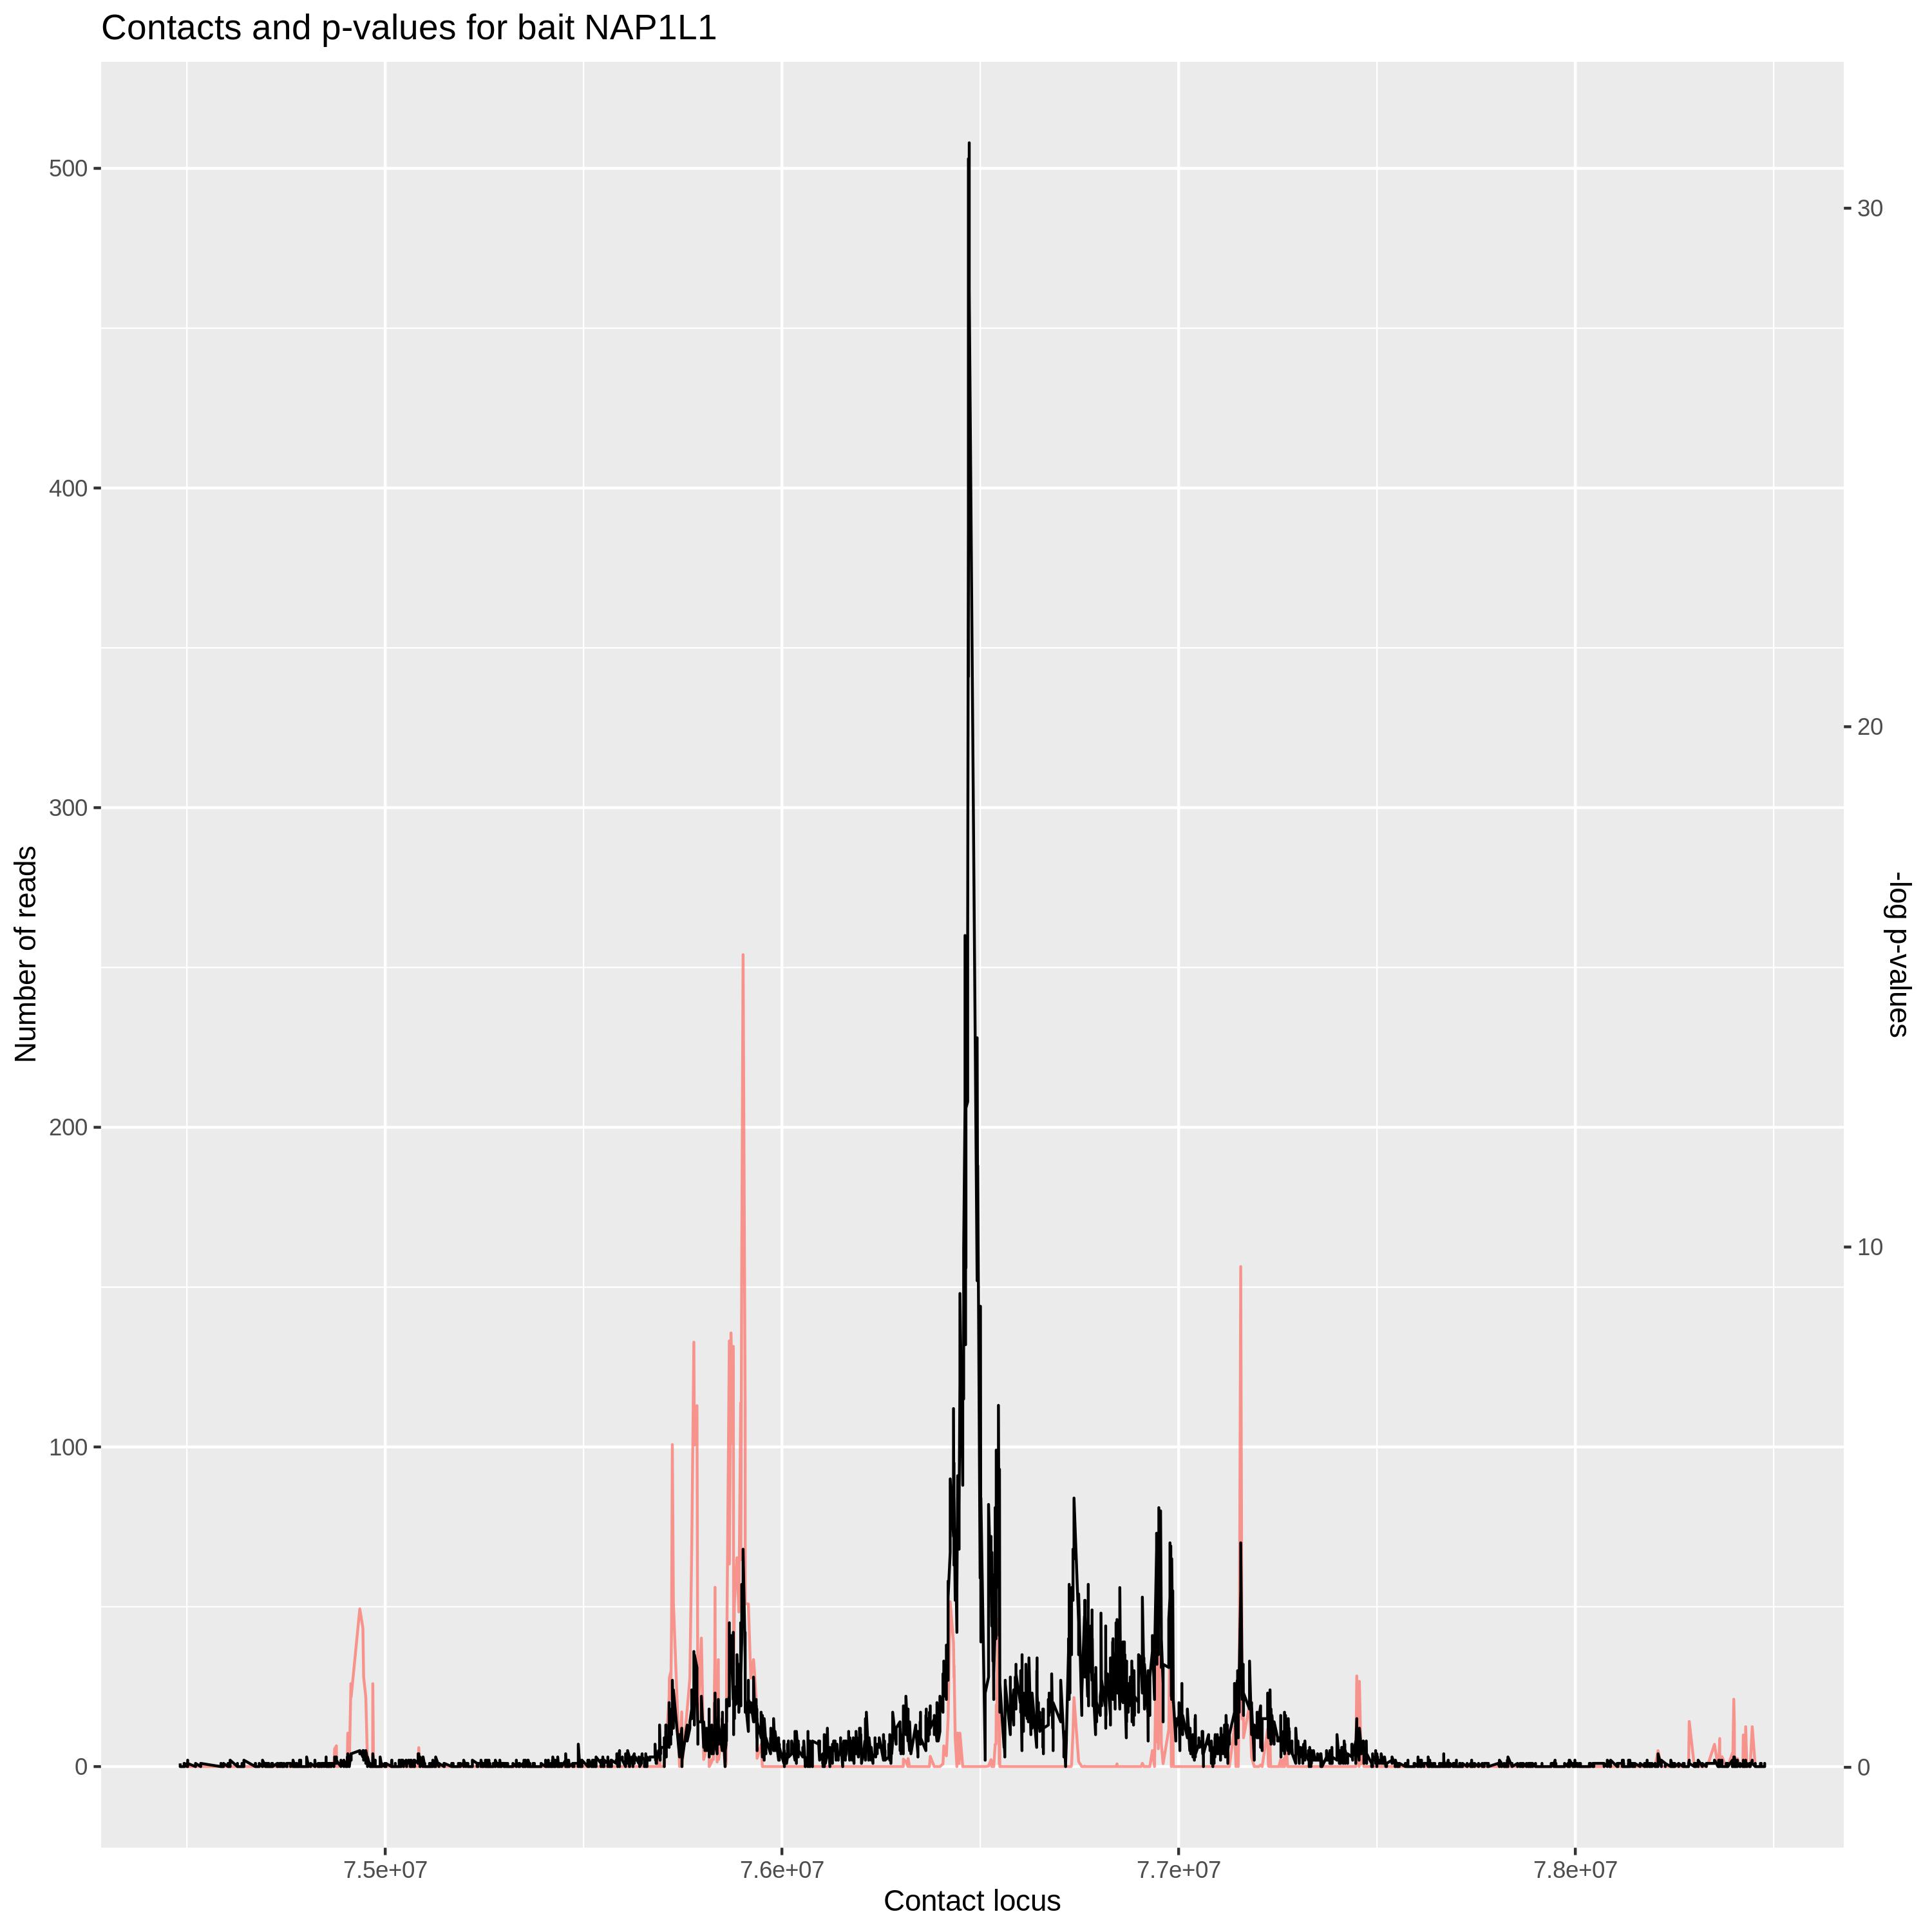 Contacts and p-values for bait NAP1L1
Number of reads
500
400
300
200
100
0
30
20
10
0
-log p-values
7.5e+07
7.6e+07
7.7e+07
7.8e+07
Contact locus